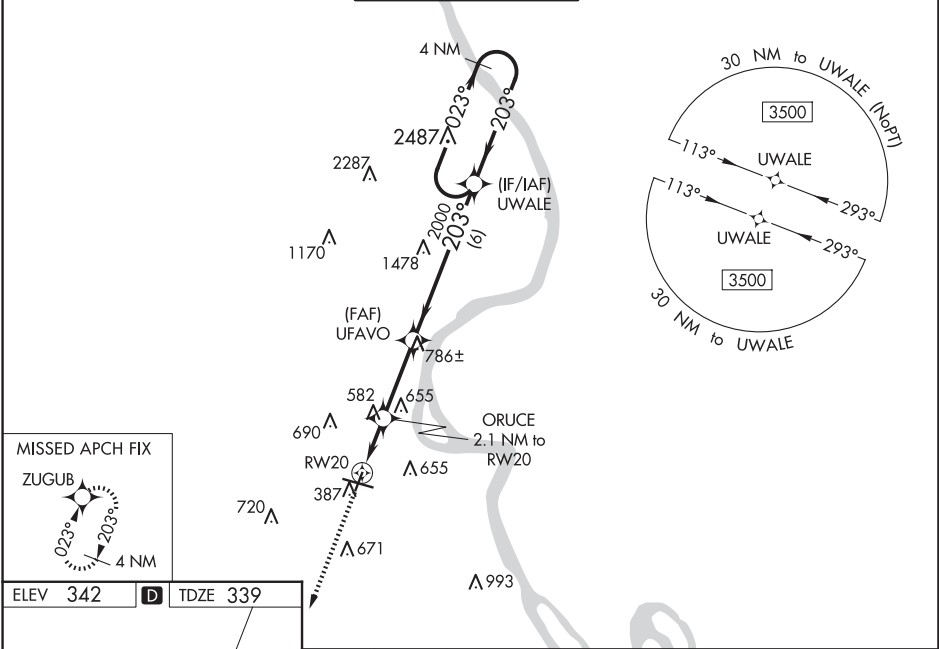 4 NM
023°
203°
2487
2287
(IF/IAF)
UWALE
2000
203°
(6)
1170
1478
(FAF)
UFAVO
786±
582
655
690
ORUCE
2.1 NM to
RW20
RW20
655
387
720
671
993
30 NM to UWALE (NoPT)
3500
113°
UWALE
293°
113°
UWALE
293°
3500
30 NM to UWALE
MISSED APCH FIX
ZUGUB
023°
203°
4 NM
ELEV 342 D TDZE 339